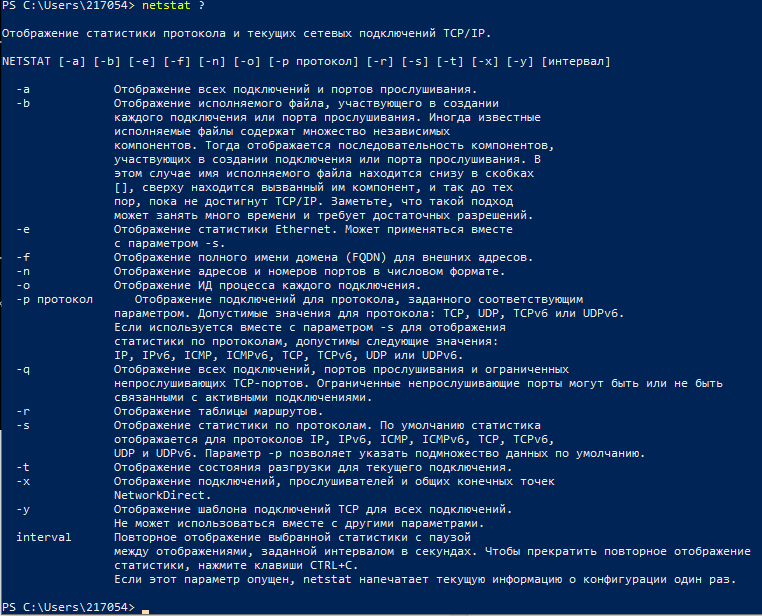 PS C:\Users\217054> netstat ?
Отображение статистики протокола и текущих сетевых подключений TCP/IP.
NETSTAT [-a] [-b] [-e] [-f] [-n] [-o] [-p протокол] [-r] [-s] [-t] [-x] [-y] [интервал]
-a Отображение всех подключений и портов прослушивания.
-b Отображение исполняемого файла, участвующего в создании
каждого подключения или порта прослушивания. Иногда известные
исполняемые файлы содержат множество независимых
компонентов. Тогда отображается последовательность компонентов,
участвующих в создании подключения или порта прослушивания. В
этом случае имя исполняемого файла находится снизу в скобках
[], сверху находится вызванный им компонент, и так до тех
пор, пока не достигнут TCP/IP. Заметьте, что такой подход
может занять много времени и требует достаточных разрешений.
-e Отображение статистики Ethernet. Может применяться вместе
с параметром -s.
-f Отображение полного имени домена (FQDN) для внешних адресов.
-n Отображение адресов и номеров портов в числовом формате.
-o Отображение ИД процесса каждого подключения.
-p протокол Отображение подключений для протокола, заданного соответствующим
параметром. Допустимые значения для протокола: TCP, UDP, TCPv6 или UDPv6.
Если используется вместе с параметром -s для отображения
статистики по протоколам, допустимы следующие значения:
IP, IPv6, ICMP, ICMPv6, TCP, TCPv6, UDP или UDPv6.
-q Отображение всех подключений, портов прослушивания и ограниченных
непрослушивающих TCP-портов. Ограниченные непрослушивающие порты могут быть или не быть
связанными с активными подключениями.
-r Отображение таблицы маршрутов.
-s Отображение статистики по протоколам. По умолчанию статистика
отображается для протоколов IP, IPv6, ICMP, ICMPv6, TCP, TCPv6,
UDP и UDPv6. Параметр -p позволяет указать подмножество данных по умолчанию.
-t Отображение состояния разгрузки для текущего подключения.
-x Отображение подключений, прослушивателей и общих конечных точек
NetworkDirect.
-y Отображение шаблона подключений TCP для всех подключений.
Не может использоваться вместе с другими параметрами.
interval Повторное отображение выбранной статистики с паузой
между отображениями, заданной интервалом в секундах. Чтобы прекратить повторное отображение
статистики, нажмите клавиши CTRL+C.
Если этот параметр опущен, netstat напечатает текущую информацию о конфигурации один раз.
PS C:\Users\217054>